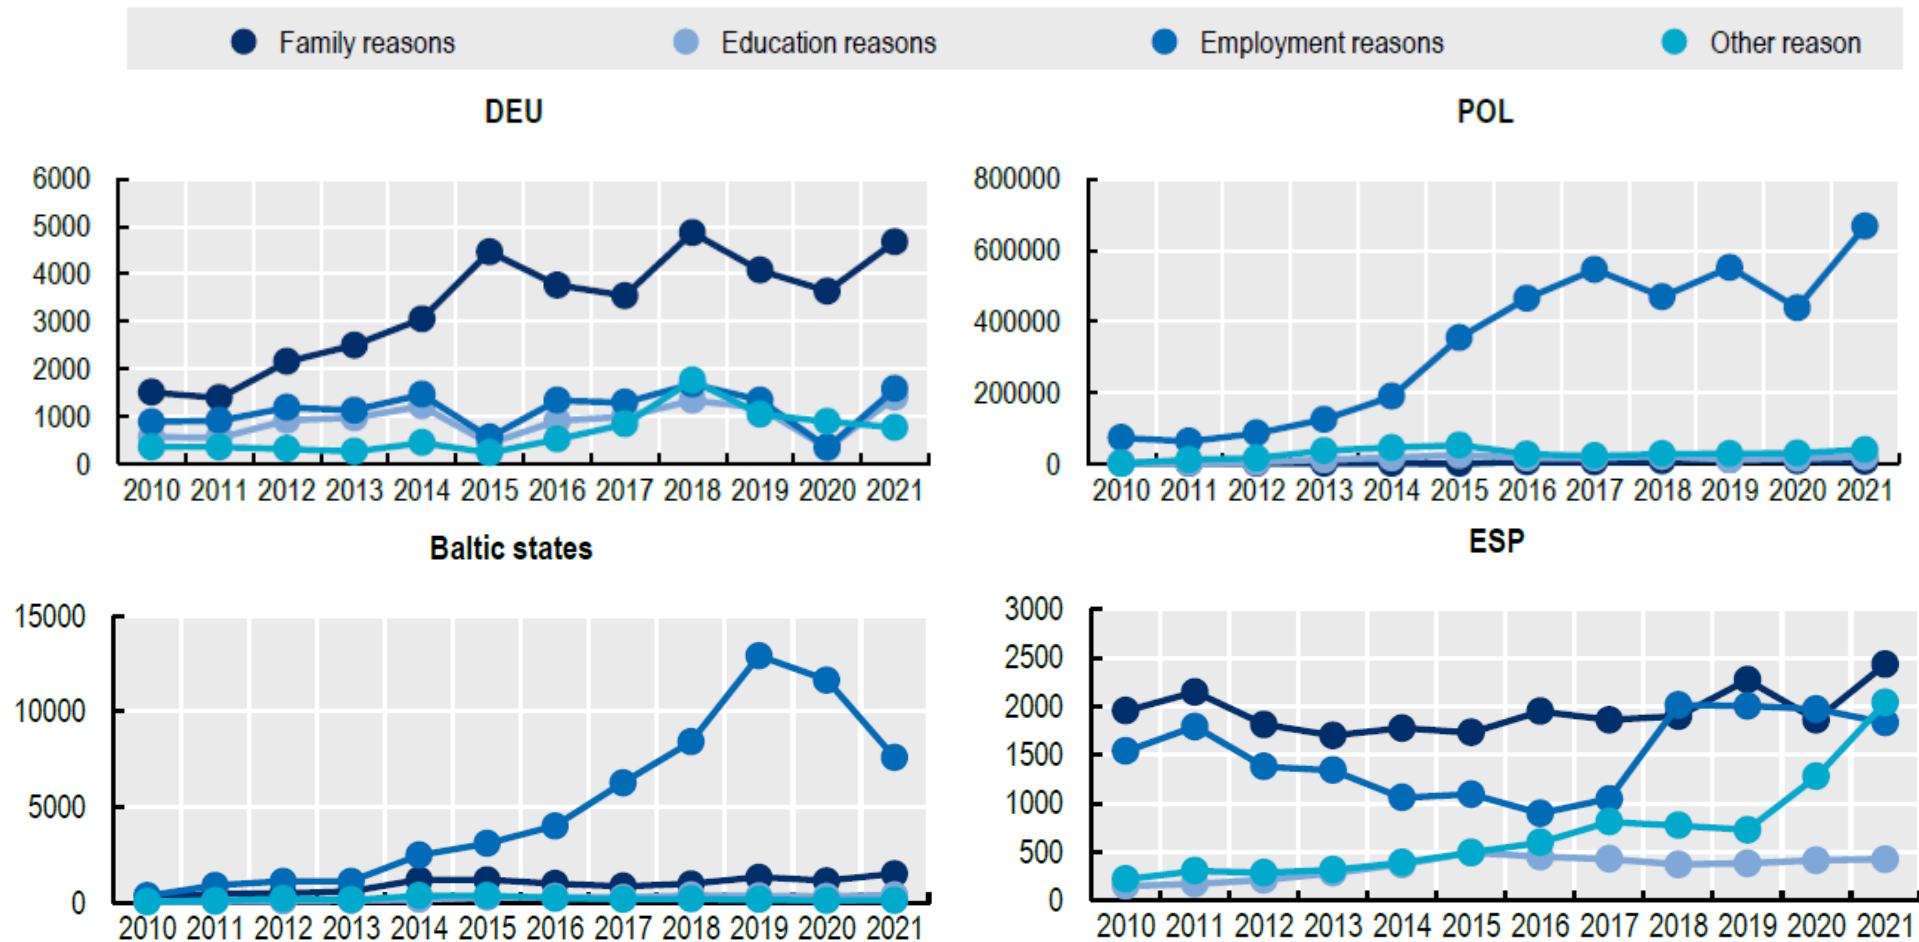 Family reasons Education reasons Employment reasons Other reason
DEU
6000
5000
4000
3000
2000
1000
0
2010 2011 2012 2013 2014 2015 2016 2017 2018 2019 2020 2021
POL
800000
600000
400000
200000
0
2010 2011 2012 2013 2014 2015 2016 2017 2018 2019 2020 2021
Baltic states
15000
10000
5000
0
2010 2011 2012 2013 2014 2015 2016 2017 2018 2019 2020 2021
ESP
3000
2500
2000
1500
1000
500
0
2010 2011 2012 2013 2014 2015 2016 2017 2018 2019 2020 2021